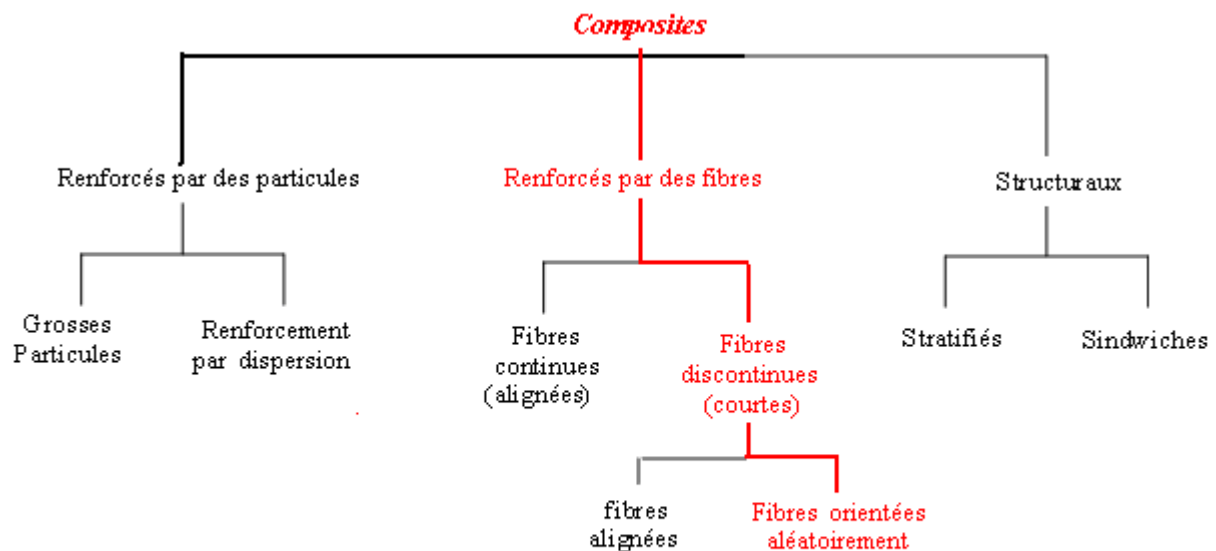 Composites
Renforcés par des particules
Renforcés par des fibres
Structuraux
Grosses
Particules
Renforcement
par dispersion
Fibres
continues
(alignées)
Fibres
discontinues
(courtes)
Stratifiés
Sindwiches
fibres
alignées
Fibres orientées
aléatoirement